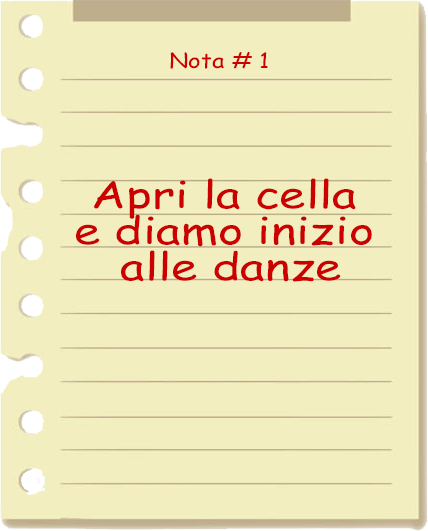 Nota # 1
Apri la cella
e diamo inizio
alle danze